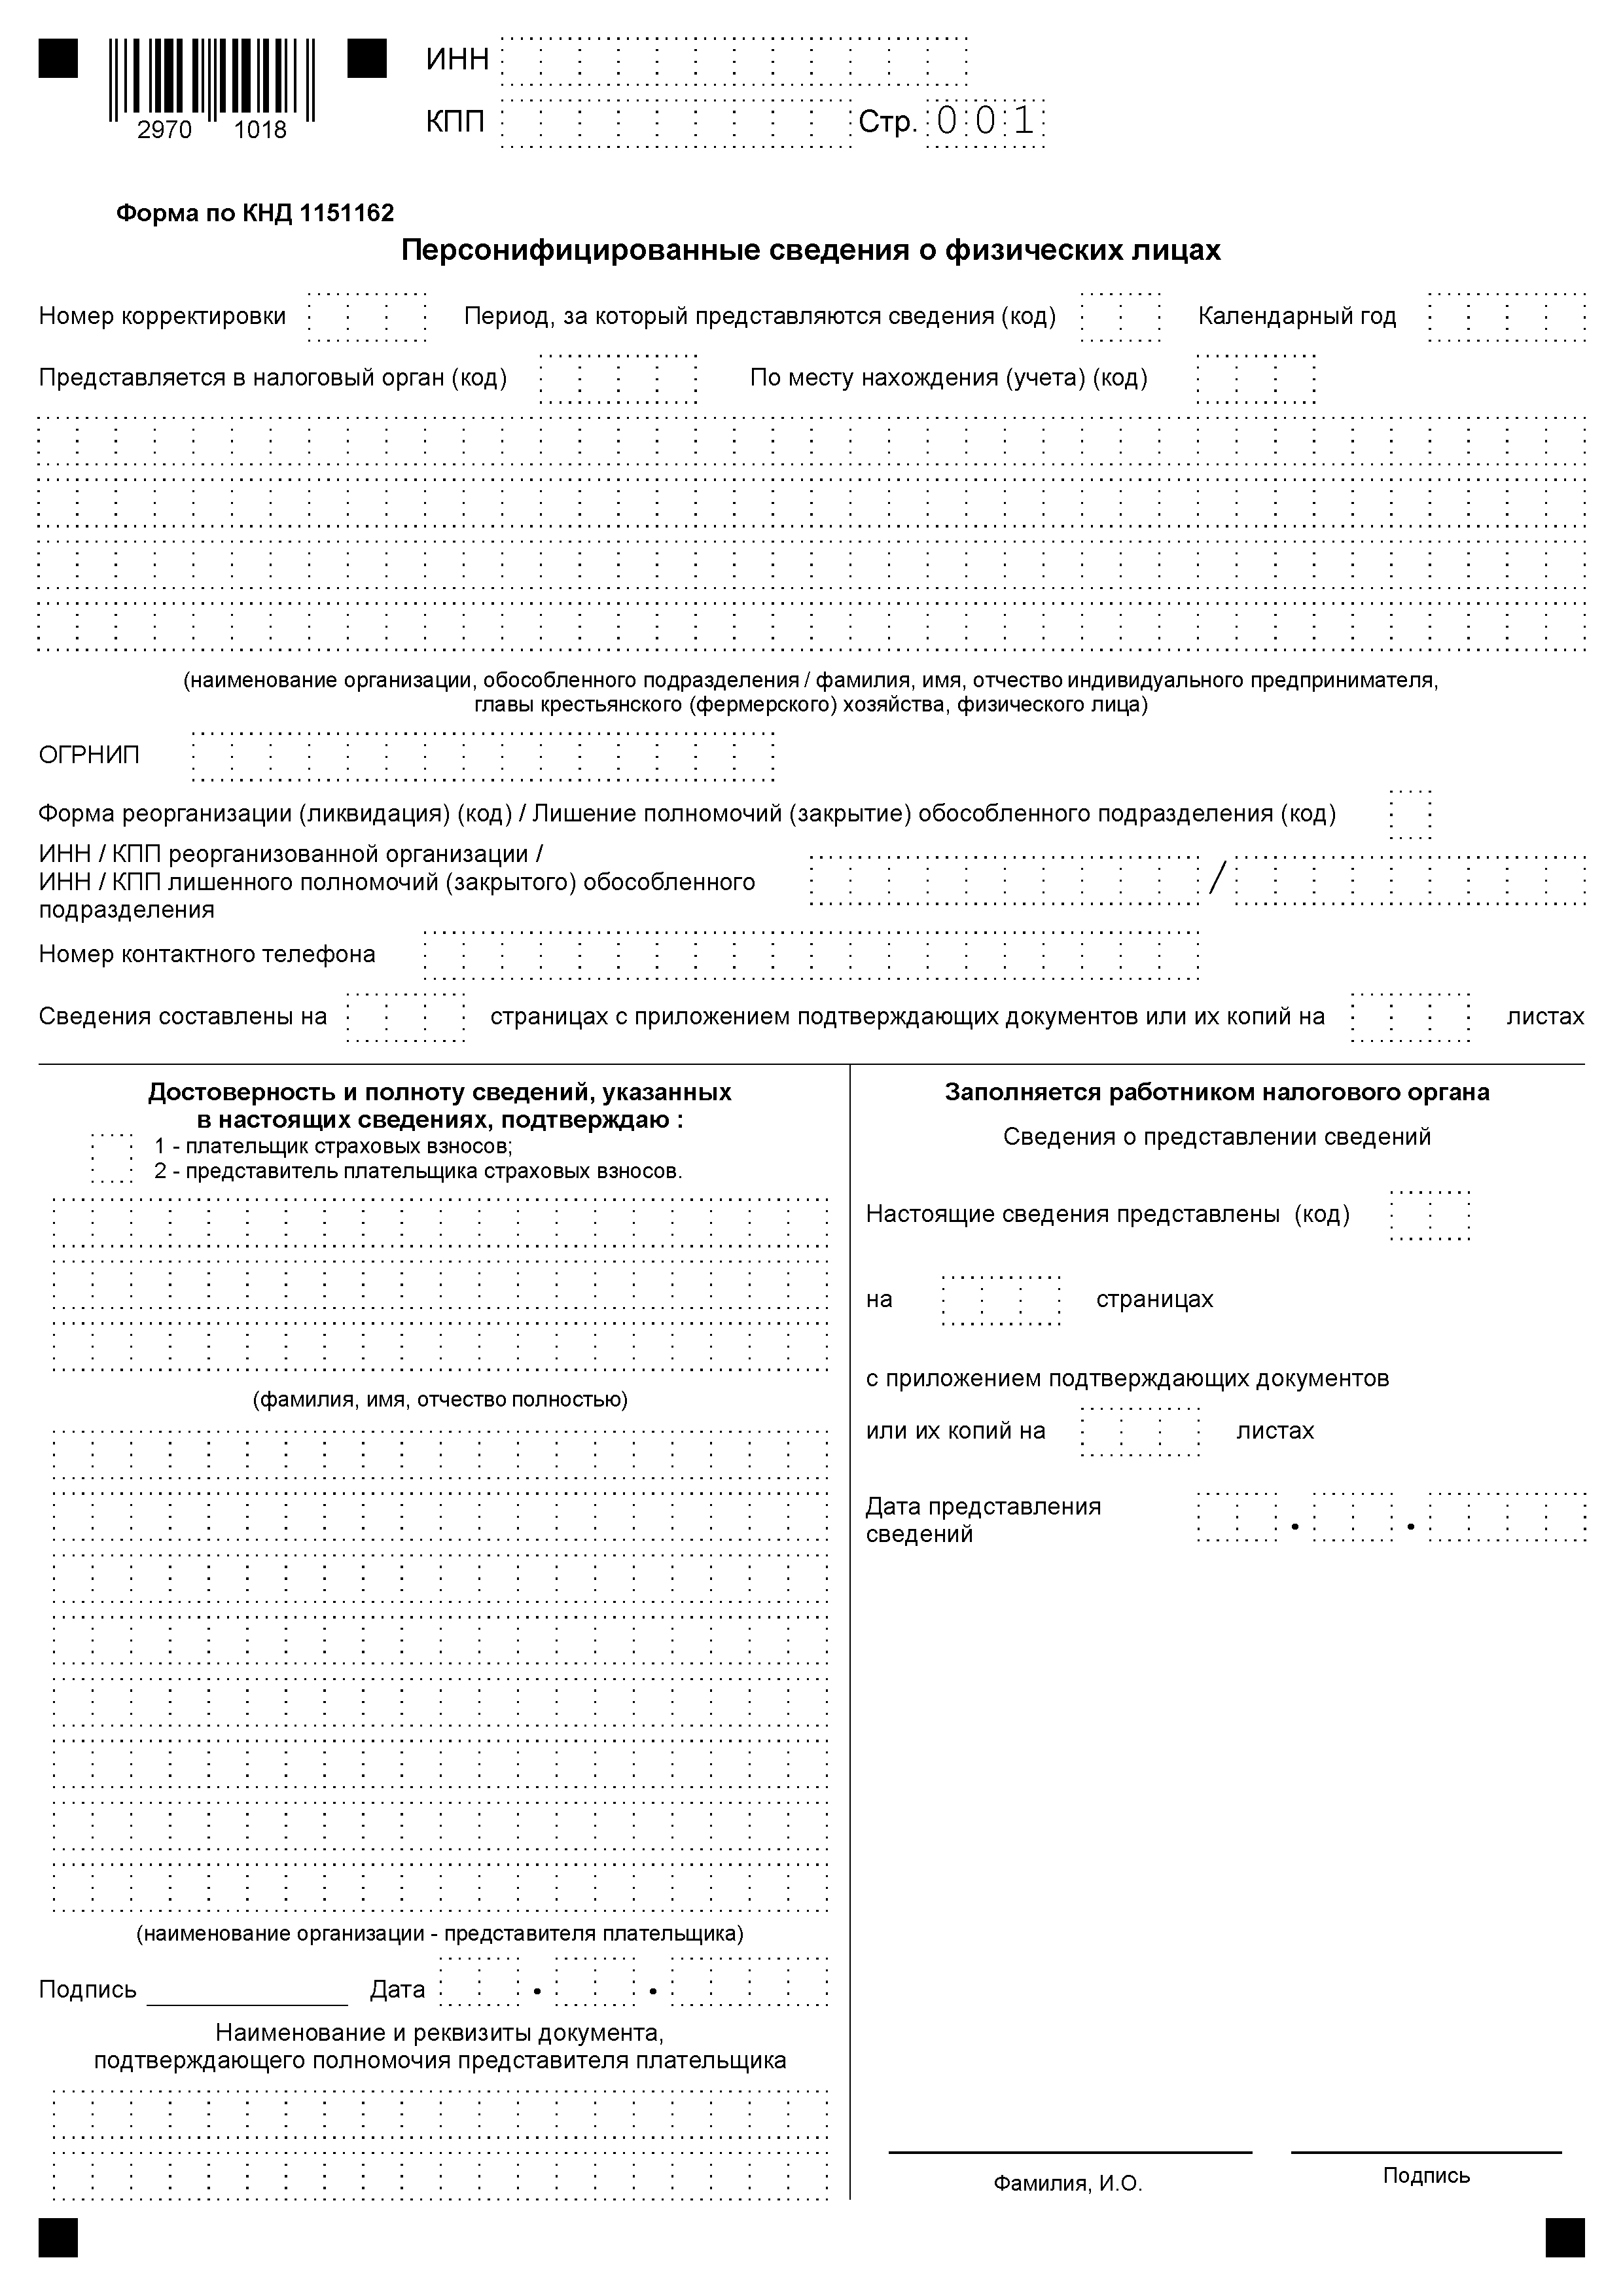 ИНН
КПП Стр. 001
2970 1018
Форма по КНД 1151162
Персонифицированные сведения о физических лицах
Номер корректировки Период, за который представляются сведения (код) Календарный год
Представляется в налоговый орган (код) По месту нахождения (учета) (код)
(наименование организации, обособленного подразделения / фамилия, имя, отчество индивидуального предпринимателя,
главы крестьянского (фермерского) хозяйства, физического лица)
ОГРНИП
Форма реорганизации (ликвидация) (код) / Лишение полномочий (закрытие) обособленного подразделения (код)
ИНН / КПП реорганизованной организации /
ИНН / КПП лишенного полномочий (закрытого) обособленного /
подразделения
Номер контактного телефона
Сведения составлены на страницах с приложением подтверждающих документов или их копий на листах
Достоверность и полноту сведений, указанных
в настоящих сведениях, подтверждаю :
1 - плательщик страховых взносов;
2 - представитель плательщика страховых взносов.
(фамилия, имя, отчество полностью)
(наименование организации - представителя плательщика)
Подпись Дата . .
Наименование и реквизиты документа,
подтверждающего полномочия представителя плательщика
Заполняется работником налогового органа
Сведения о представлении сведений
Настоящие сведения представлены (код)
на страницах
с приложением подтверждающих документов
или их копий на листах
Дата представления
сведений . .
Фамилия, И.О. Подпись